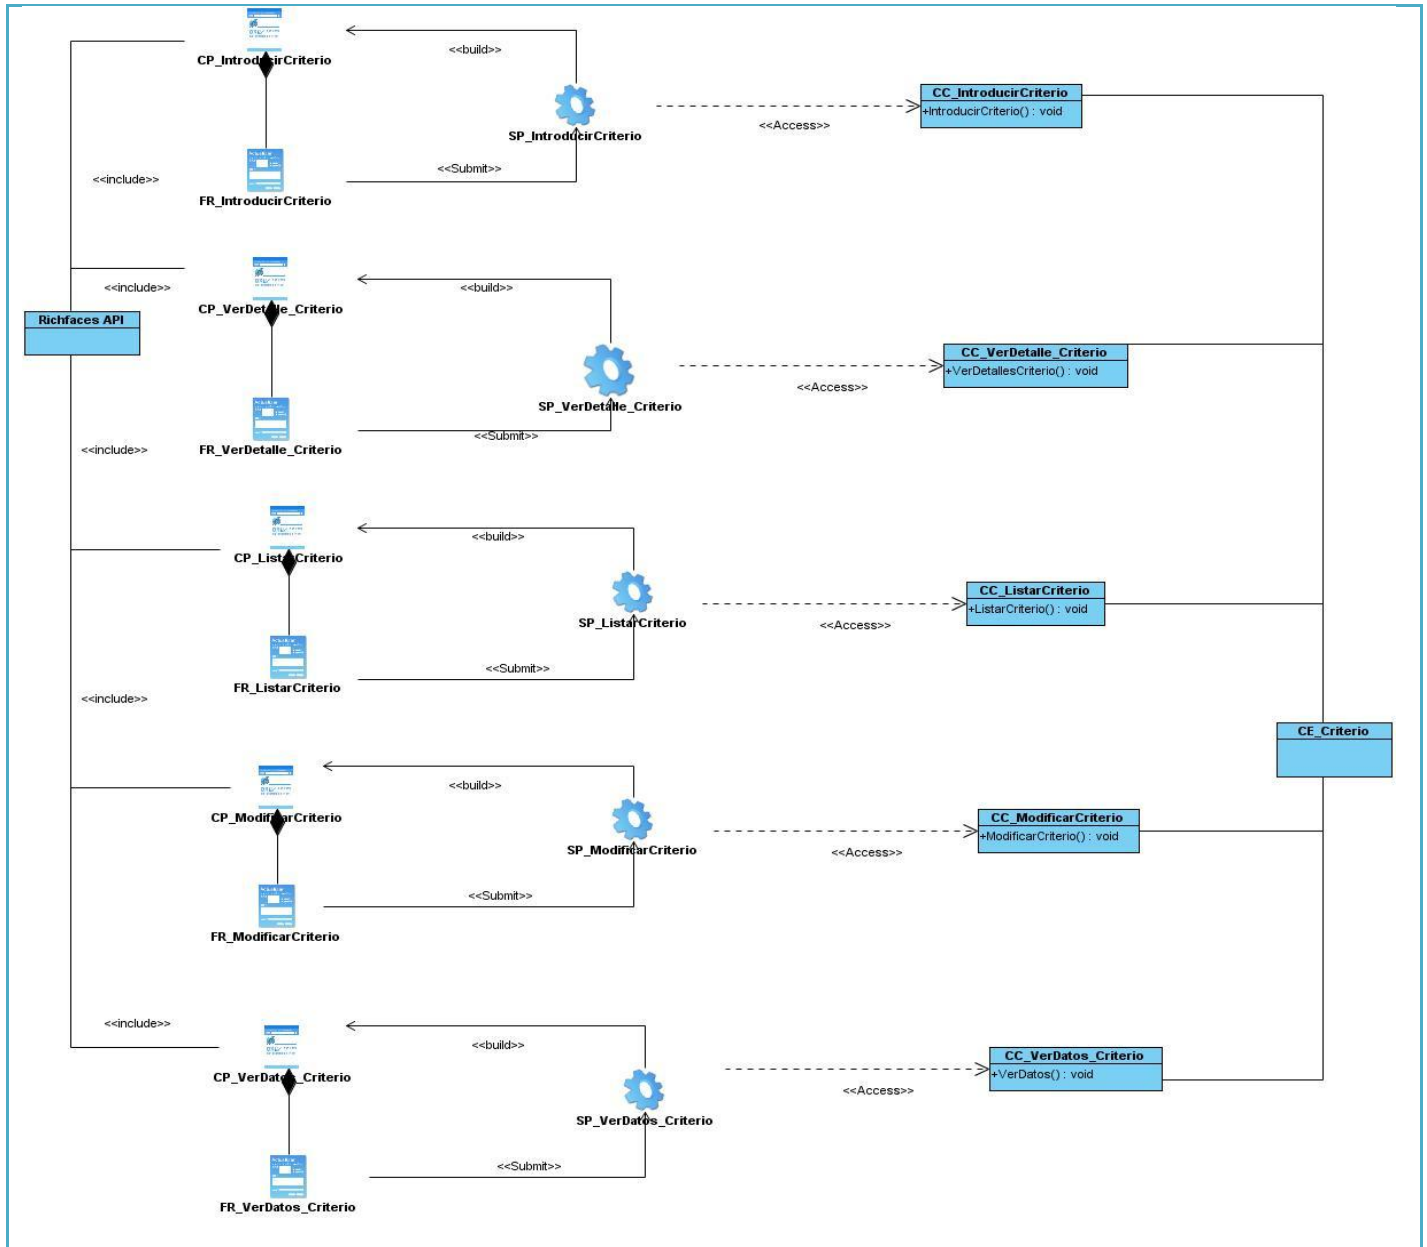 <<build>>
CP_IntroducirCriterio
CC_IntroducirCriterio
+IntroducirCriterio() : void
<<Access>>
SP_IntroducirCriterio
<<Submit>>
<<include>>
FR_IntroducirCriterio
<<include>>
<<build>>
CP_VerDetalle_Criterio
Richfaces API
CC_VerDetalle_Criterio
+VerDetallesCriterio() : void
<<Access>>
SP_VerDetalle_Criterio
<<Submit>>
<<include>>
FR_VerDetalle_Criterio
<<build>>
CP_ListarCriterio
CC_ListarCriterio
+ListarCriterio() : void
SP_ListarCriterio
<<Access>>
<<Submit>>
FR_ListarCriterio
<<include>>
CE_Criterio
<<build>>
CP_ModificarCriterio
CC_ModificarCriterio
+ModificarCriterio() : void
SP_ModificarCriterio
<<Access>>
<<Submit>>
FR_ModificarCriterio
<<include>>
<<build>>
CC_VerDatos_Criterio
+VerDatos() : void
CP_VerDatos_Criterio
<<Access>>
SP_VerDatos_Criterio
<<Submit>>
FR_VerDatos_Criterio